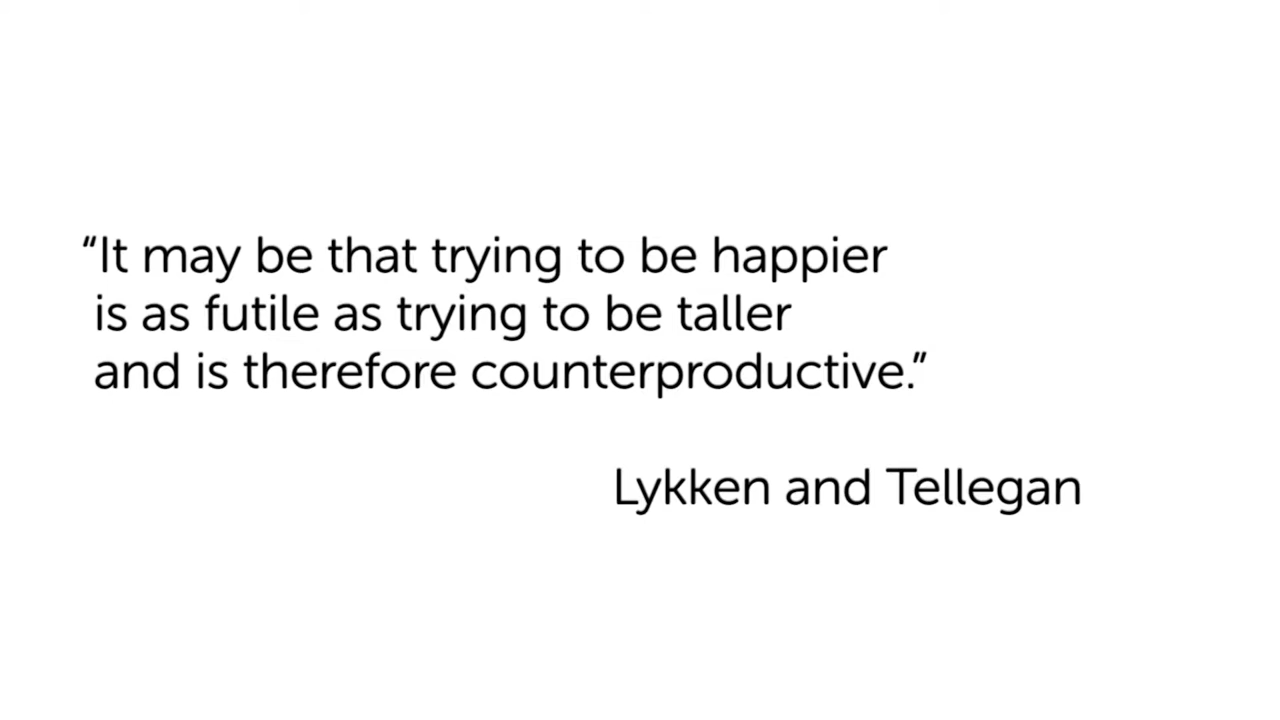 “It may be that trying to be happier
is as futile as trying to be taller
and is therefore counterproductive.”
Lykken and Tellegan